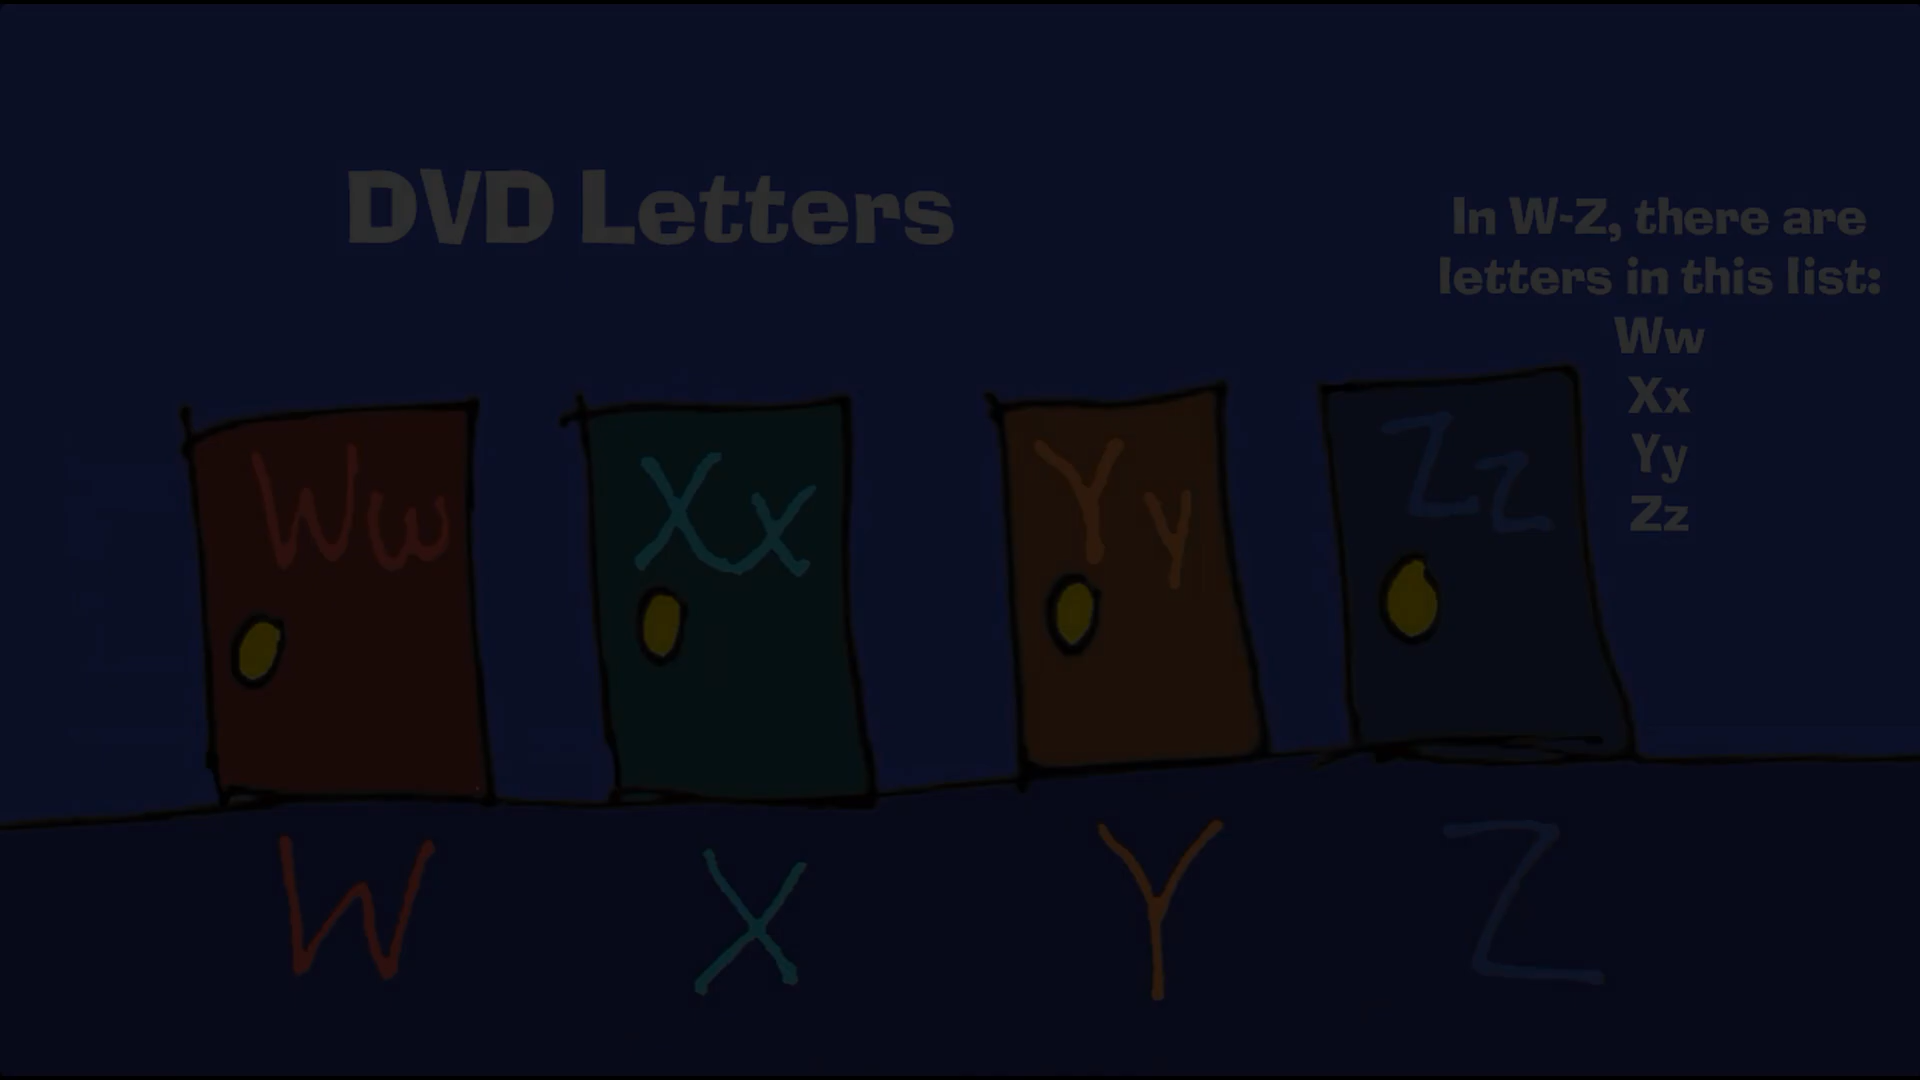 DVD Letters
In W-Z, there are
letters in this list:
Ww
Xx
Yy
Zz
Ww
Xx
Yy
Zz
W
X
Y
Z